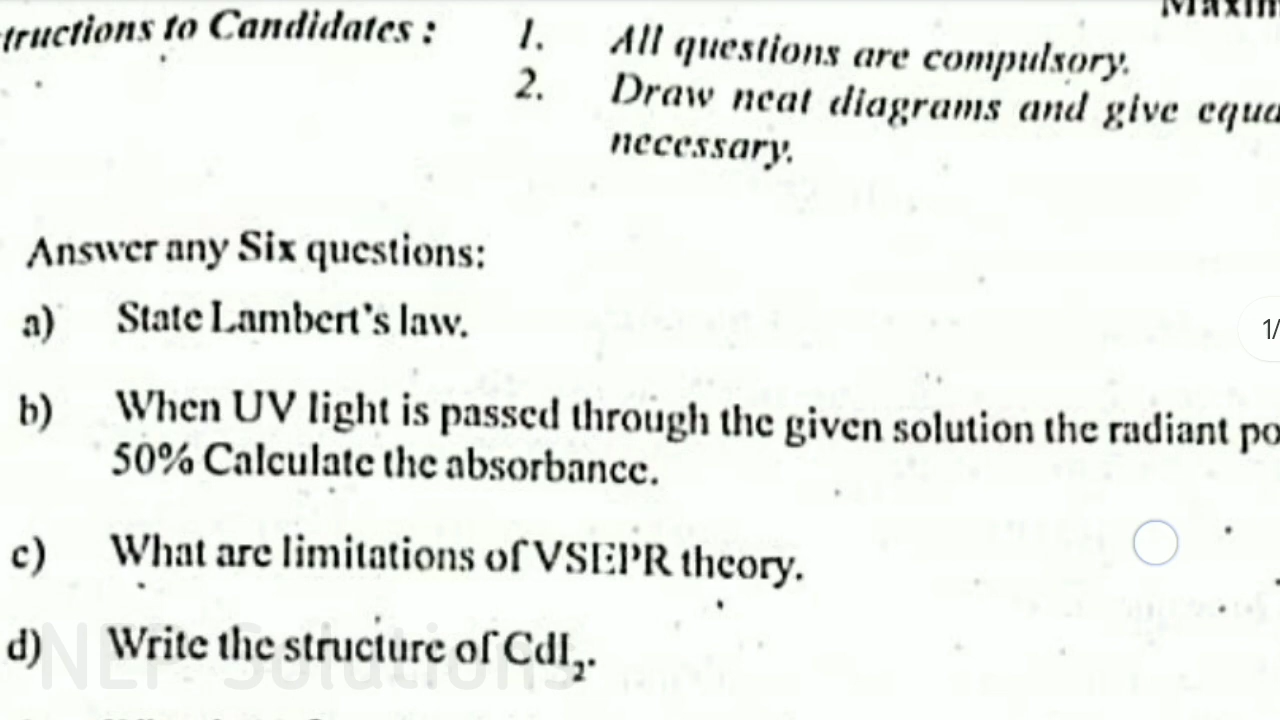 tructions to Candidates :
1. All questions are compulsory.
2. Draw neat diagrams and give
necessary.
Answer any Six questions:
a) State Lambert's law.
1/
b) When UV light is passed through the given solution the radiant po
50% Calculate the absorbance.
c) What are limitations of VSEPR theory.
d) Write the structure of CdI₂.
NEP Solutions